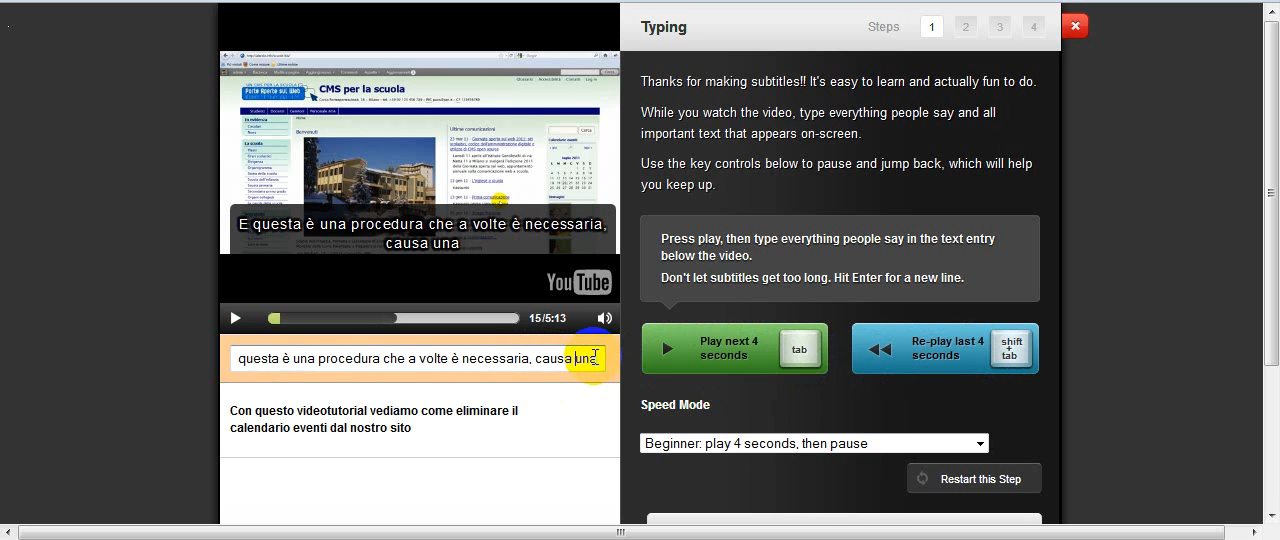 Typing
Steps 1 2 3 4
Thanks for making subtitles!! It's easy to learn and actually fun to do.
While you watch the video, type everything people say and all
important text that appears on-screen.
Use the key controls below to pause and jump back, which will help
you keep up.
Press play, then type everything people say in the text entry
below the video.
Don't let subtitles get too long. Hit Enter for a new line.
Play next 4
seconds
tab
Re-play last 4
seconds
shift
+
tab
Speed Mode
Beginner: play 4 seconds, then pause
Restart this Step
CMS per la scuola
Porte Aperte sul Web
Benvenuti
Ultime comunicazioni
E questa è una procedura che a volte è necessaria,
causa una
YouTube
15/5:13
questa è una procedura che a volte è necessaria, causa una
Con questo videotutorial vediamo come eliminare il
calendario eventi dal nostro sito